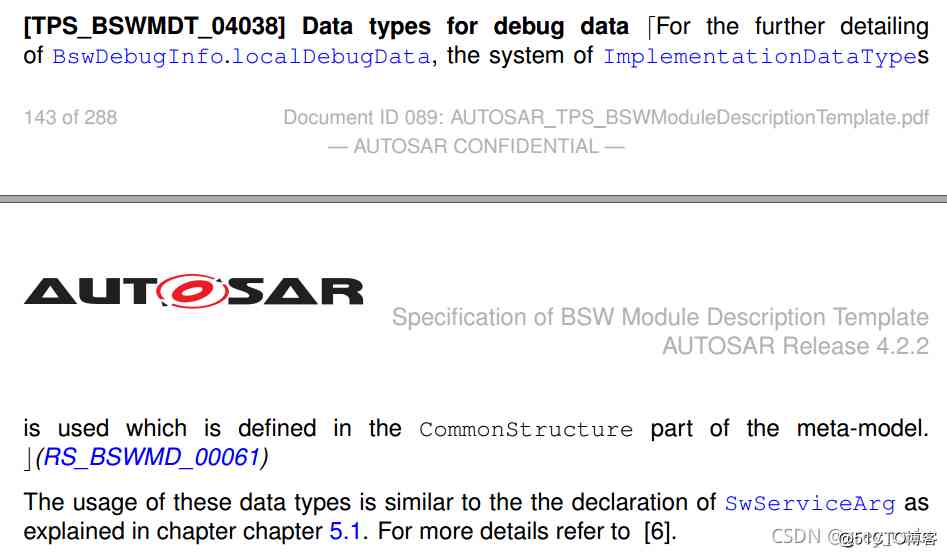 [TPS_BSWMDT_04038] Data types for debug data ⌈For the further detailing
of BswDebugInfo.localDebugData, the system of ImplementationDataTypes
143 of 288
Document ID 089: AUTOSAR_TPS_BSWModuleDescriptionTemplate.pdf
— AUTOSAR CONFIDENTIAL —
AUTOSAR
Specification of BSW Module Description Template
AUTOSAR Release 4.2.2
is used which is defined in the CommonStructure part of the meta-model.
⌋(RS_BSWMD_00061)
The usage of these data types is similar to the the declaration of SwServiceArg as
explained in chapter chapter 5.1. For more details refer to [6].
CSDN @51CTO博客